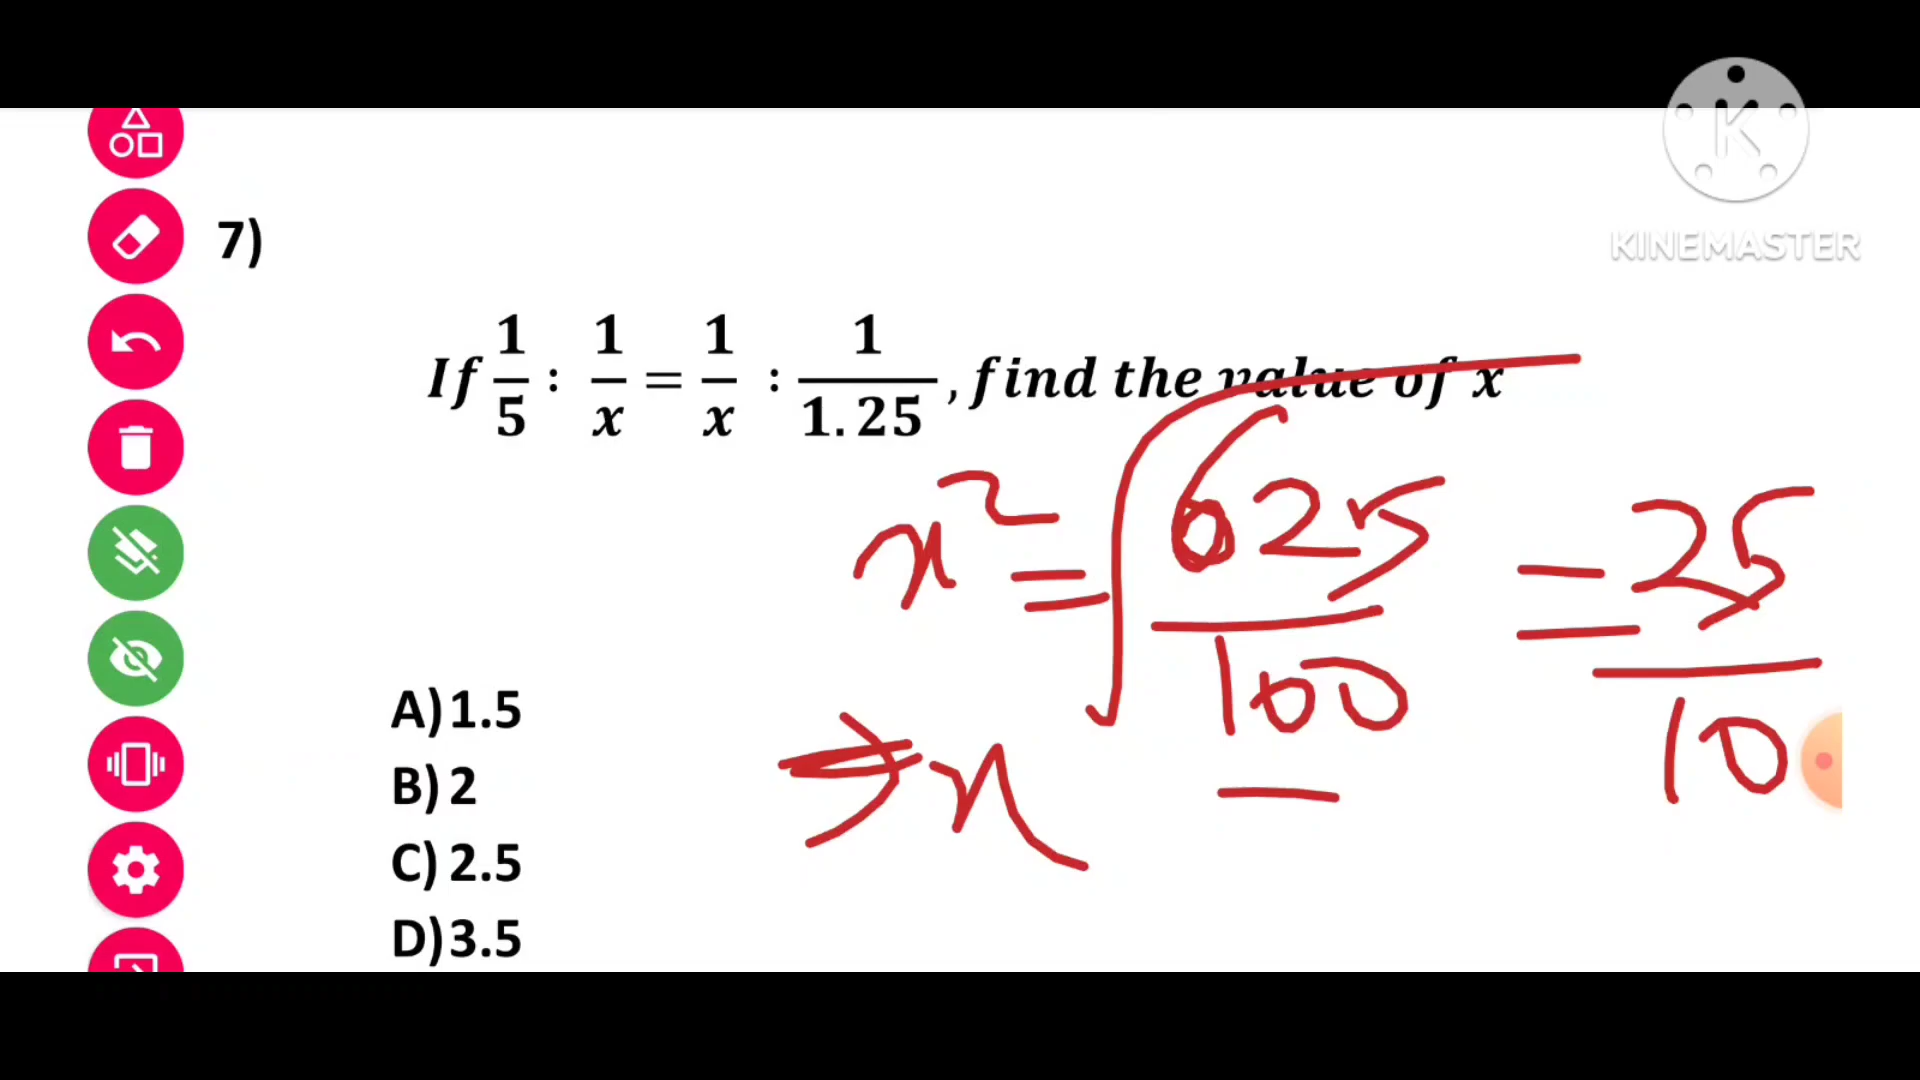 KINEMASTER
7)
If 1/5 : 1/x = 1/x : 1/1.25, find the value of x
x² = √625/100 = 25/10
⇒ x
A) 1.5
B) 2
C) 2.5
D) 3.5